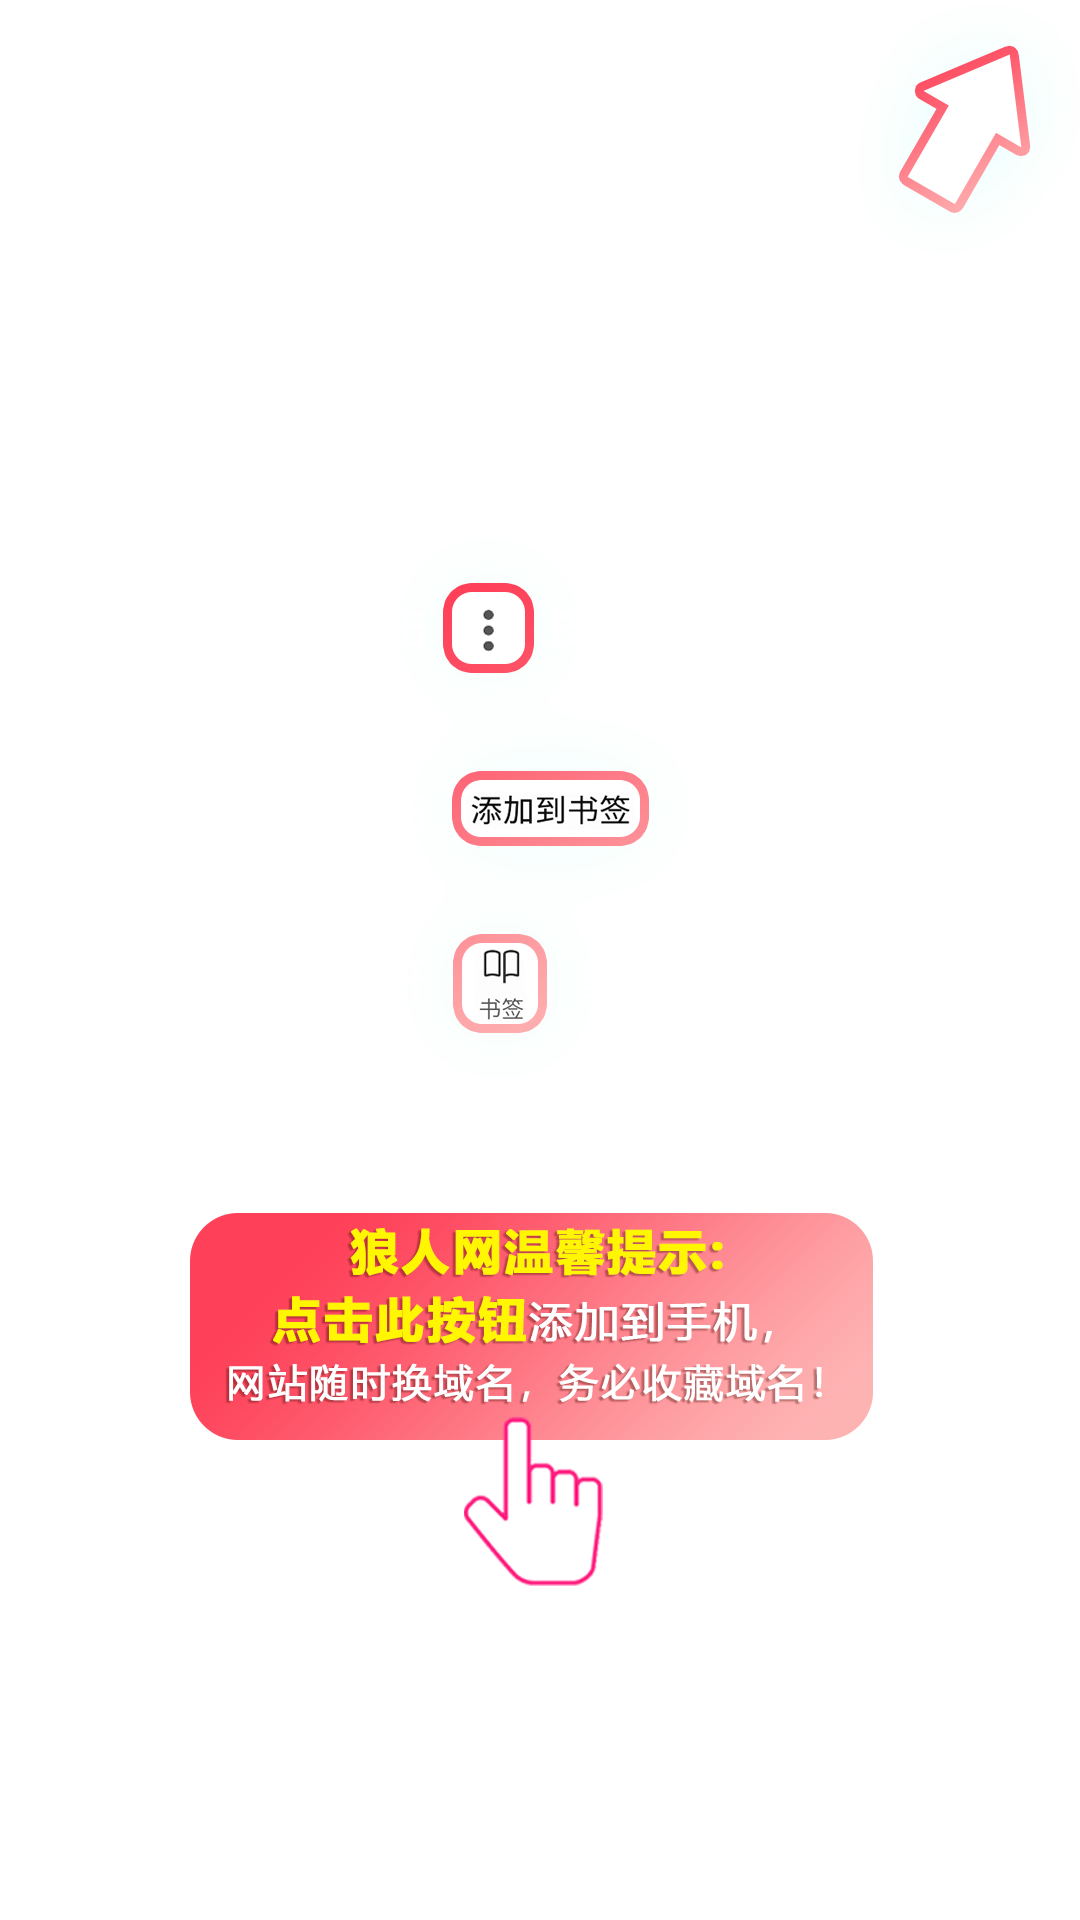 添加到书签
书签
狼人网温馨提示:
点击此按钮添加到手机，
网站随时换域名，务必收藏域名！